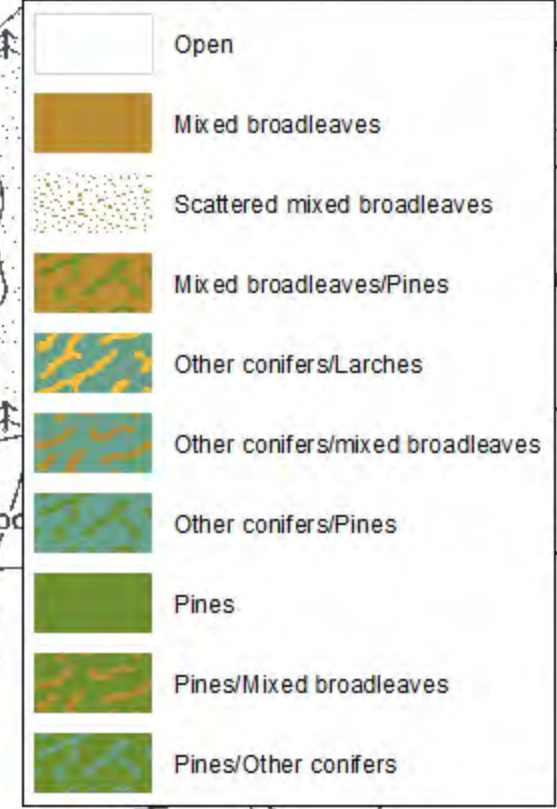 Open
Mixed broadleaves
Scattered mixed broadleaves
Mixed broadleaves/Pines
Other conifers/Larches
Other conifers/mixed broadleaves
Other conifers/Pines
Pines
Pines/Mixed broadleaves
Pines/Other conifers